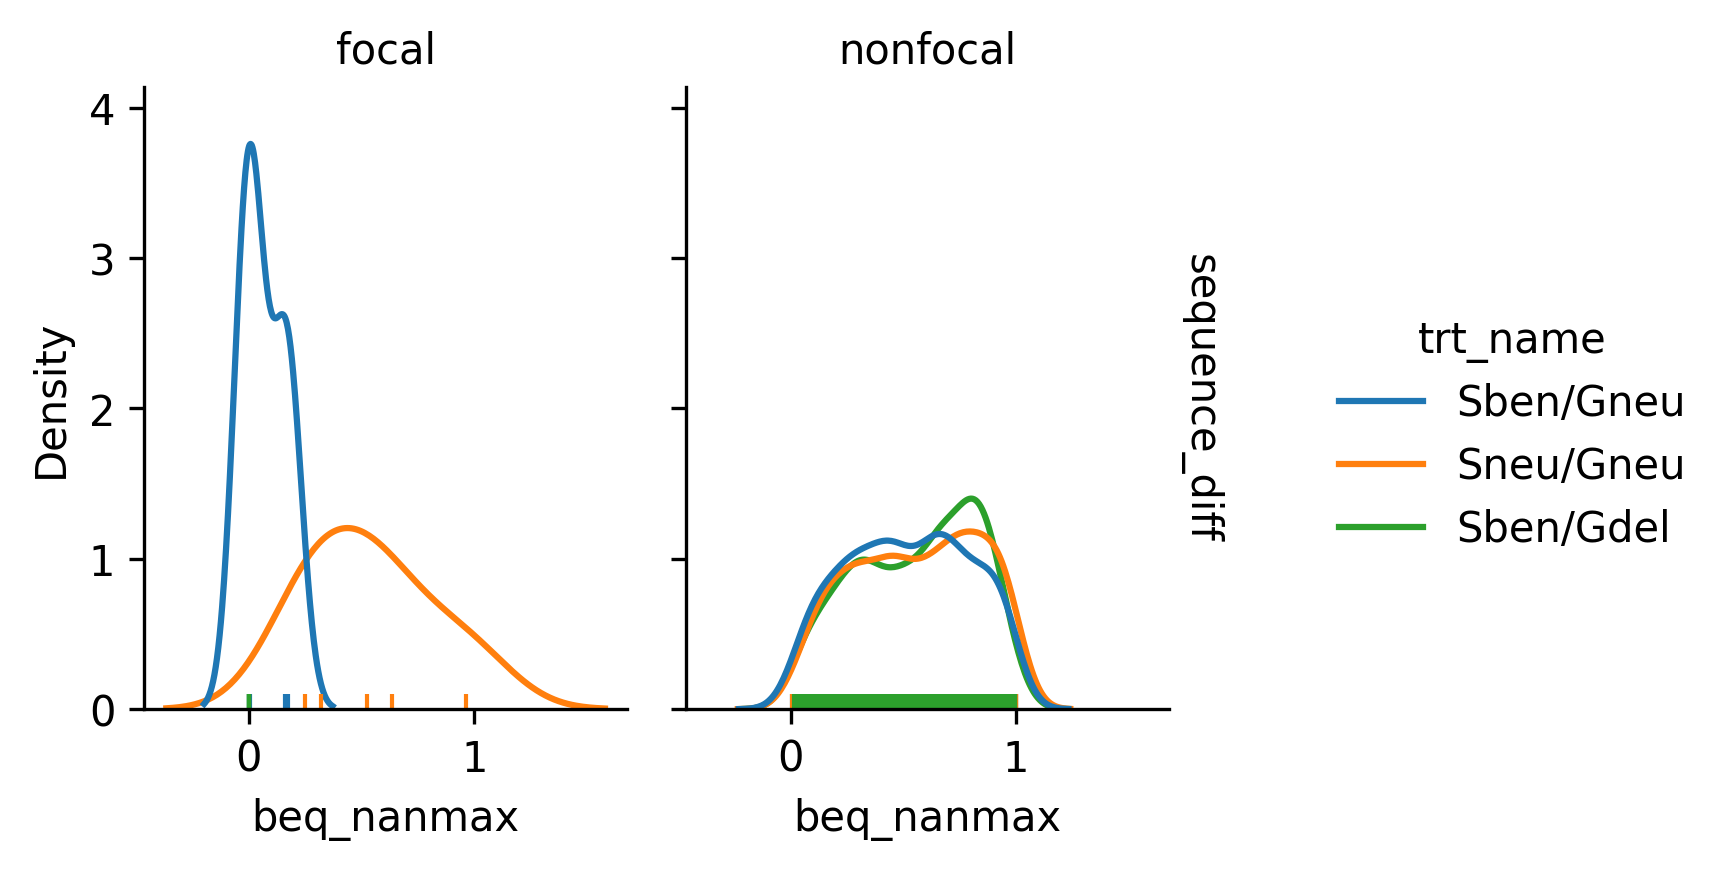 focal
nonfocal
4
3
2
1
0
Density
0
1
beq_nanmax
0
1
beq_nanmax
sequence_diff
trt_name
Sben/Gneu
Sneu/Gneu
Sben/Gdel